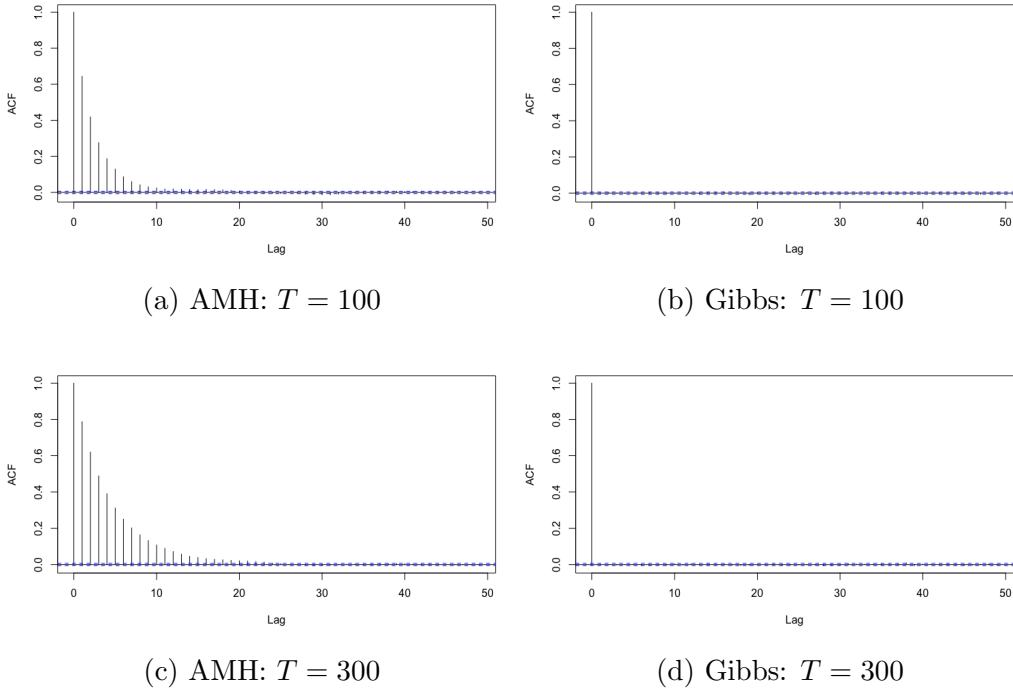 ACF
0.0 0.2 0.4 0.6 0.8 1.0
0 10 20 30 40 50
Lag
(a) AMH: T = 100
ACF
0.0 0.2 0.4 0.6 0.8 1.0
0 10 20 30 40 50
Lag
(b) Gibbs: T = 100
ACF
0.0 0.2 0.4 0.6 0.8 1.0
0 10 20 30 40 50
Lag
(c) AMH: T = 300
ACF
0.0 0.2 0.4 0.6 0.8 1.0
0 10 20 30 40 50
Lag
(d) Gibbs: T = 300